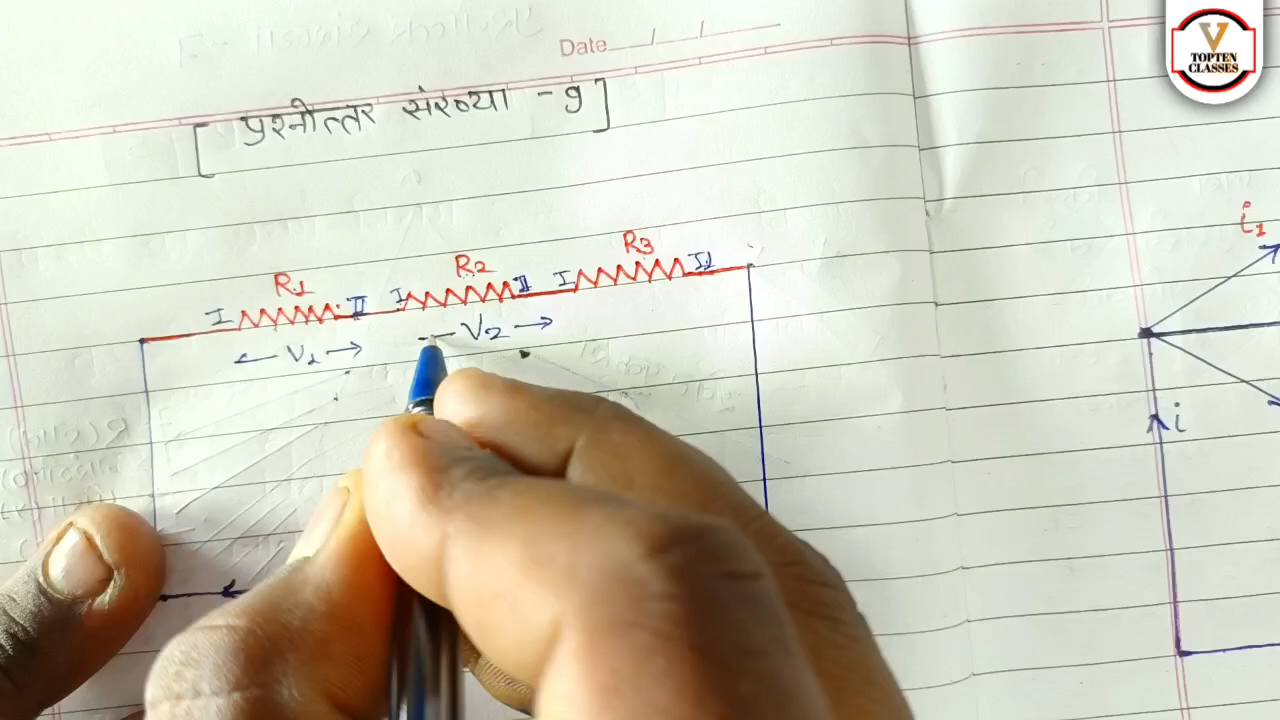 V
TOPTEN
CLASSES
Date
[ प्रश्नोत्तर संख्या - 9 ]
R1 R2 R3
I II I II I II
V1 V2
i1
i